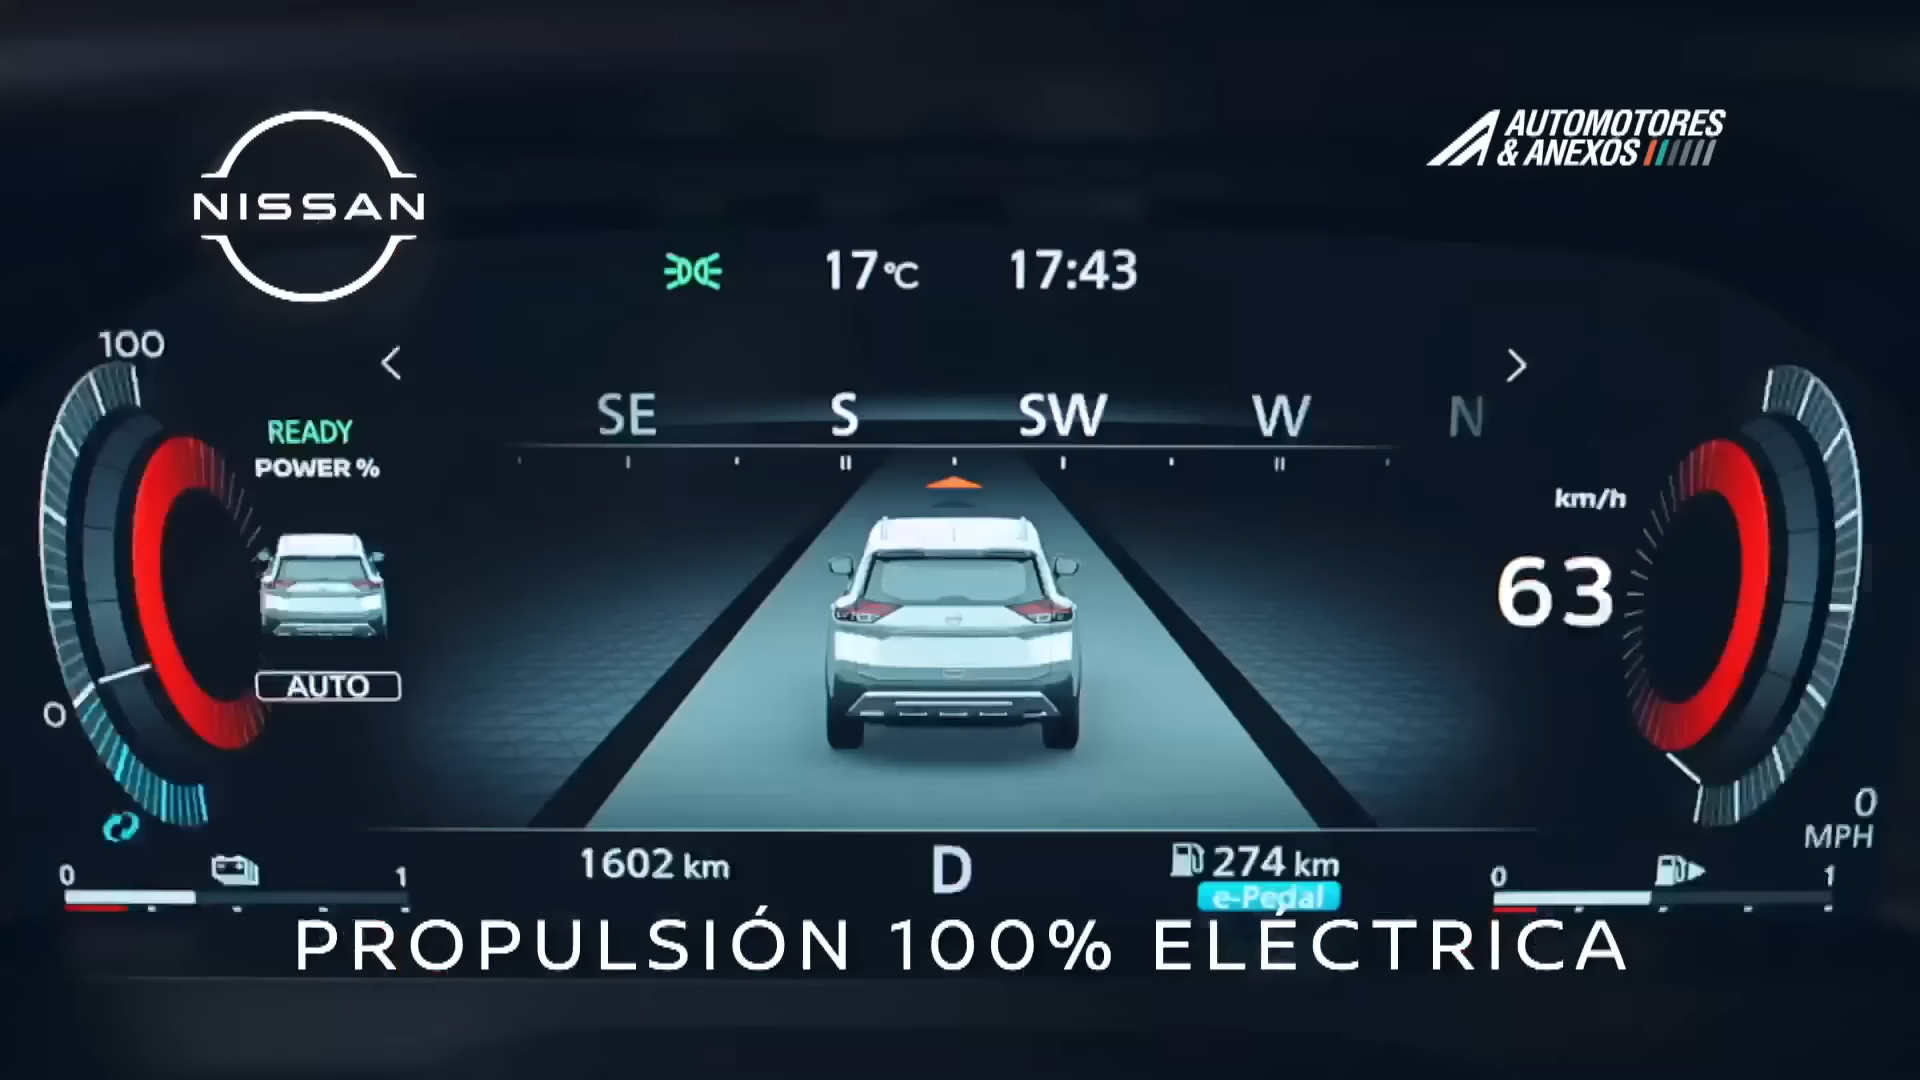 AUTOMOTORES
& ANEXOS
NISSAN
17°C 17:43
100
SE S SW W N
READY
POWER %
km/h
63
AUTO
0
0
MPH
1602 km D 274 km
e-Pedal
0 1
0 1
PROPULSIÓN 100% ELÉCTRICA